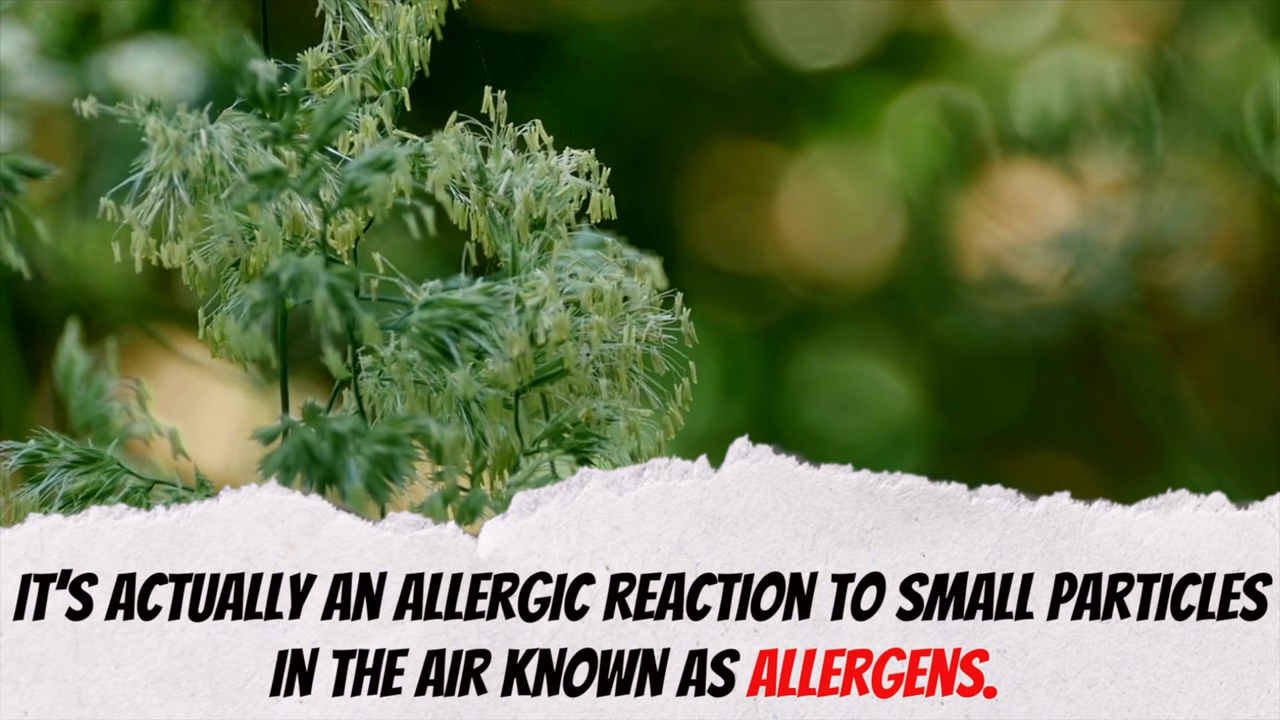 IT'S ACTUALLY AN ALLERGIC REACTION TO SMALL PARTICLES
IN THE AIR KNOWN AS ALLERGENS.